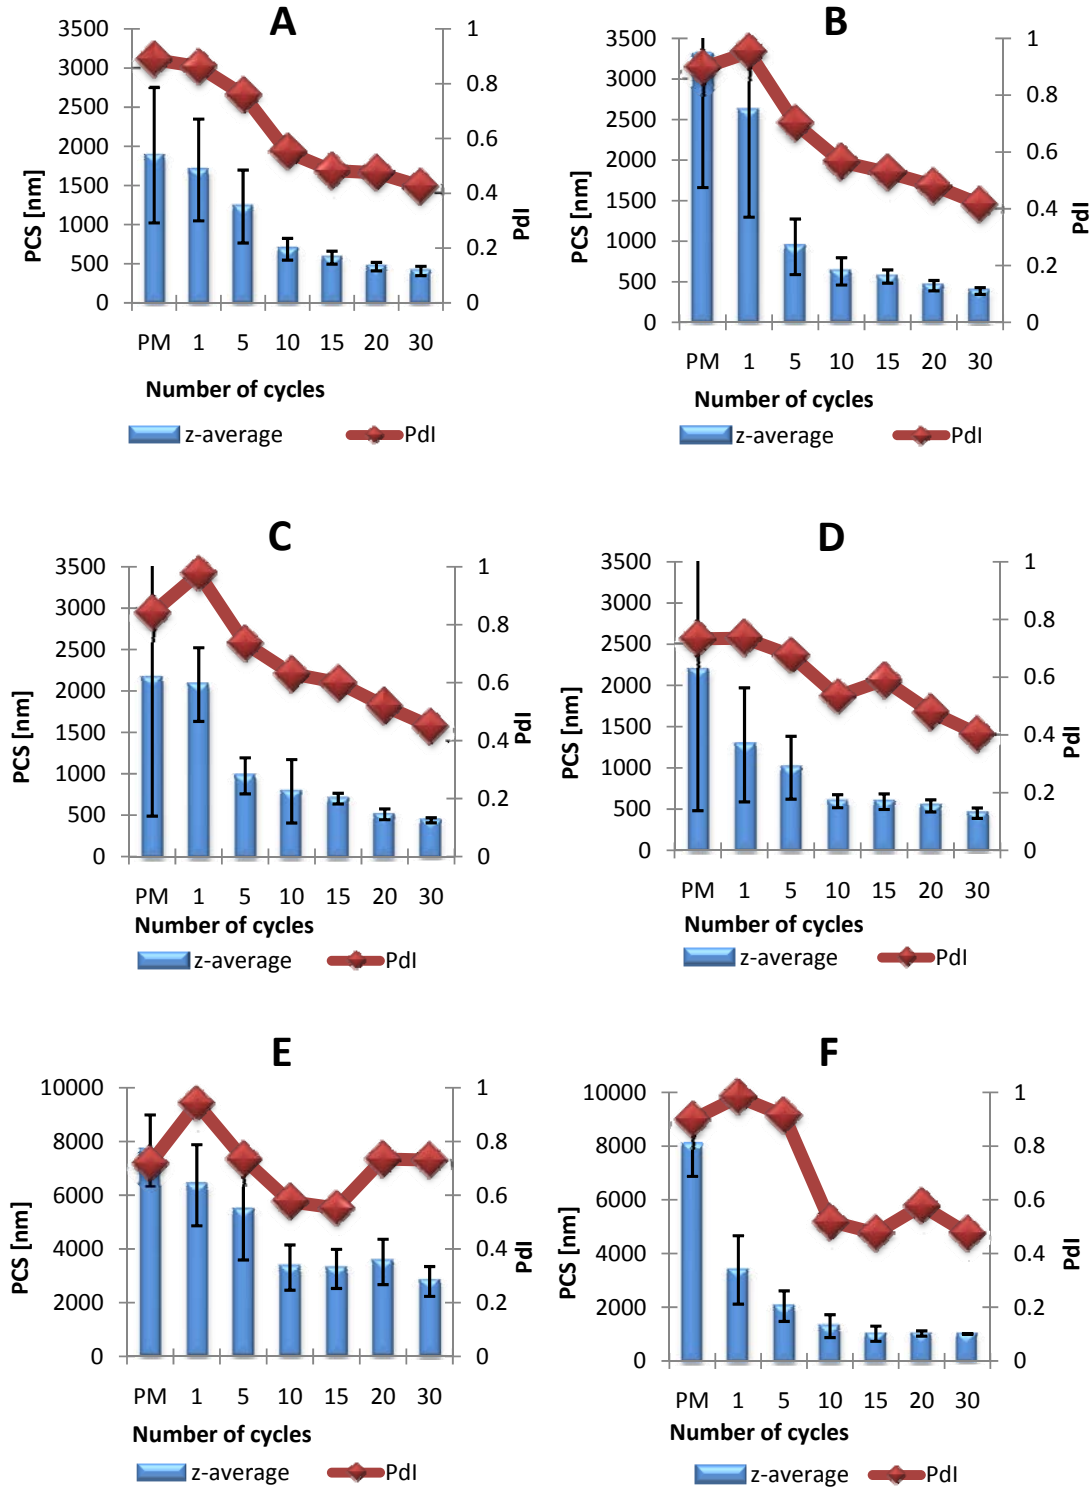 A
3500
3000
2500
2000
1500
1000
500
0
PCS [nm]
1
0.8
0.6
0.4
0.2
0
PdI
PM 1 5 10 15 20 30
Number of cycles
z-average PdI
B
3500
3000
2500
2000
1500
1000
500
0
PCS [nm]
1
0.8
0.6
0.4
0.2
0
PdI
PM 1 5 10 15 20 30
Number of cycles
z-average PdI
C
3500
3000
2500
2000
1500
1000
500
0
PCS [nm]
1
0.8
0.6
0.4
0.2
0
PdI
PM 1 5 10 15 20 30
Number of cycles
z-average PdI
D
3500
3000
2500
2000
1500
1000
500
0
PCS [nm]
1
0.8
0.6
0.4
0.2
0
PdI
PM 1 5 10 15 20 30
Number of cycles
z-average PdI
E
10000
8000
6000
4000
2000
0
PCS [nm]
1
0.8
0.6
0.4
0.2
0
PdI
PM 1 5 10 15 20 30
Number of cycles
z-average PdI
F
10000
8000
6000
4000
2000
0
PCS [nm]
1
0.8
0.6
0.4
0.2
0
PdI
PM 1 5 10 15 20 30
Number of cycles
z-average PdI